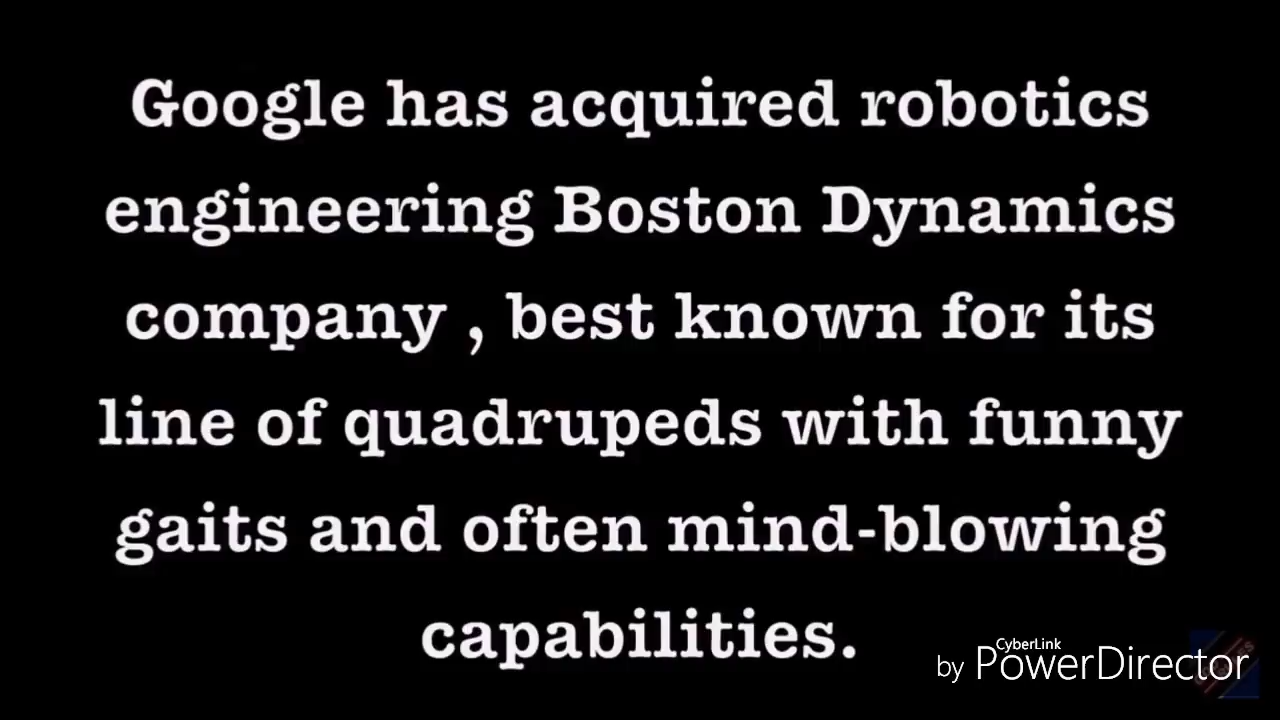 Google has acquired robotics
engineering Boston Dynamics
company , best known for its
line of quadrupeds with funny
gaits and often mind-blowing
capabilities.
CyberLink
by PowerDirector